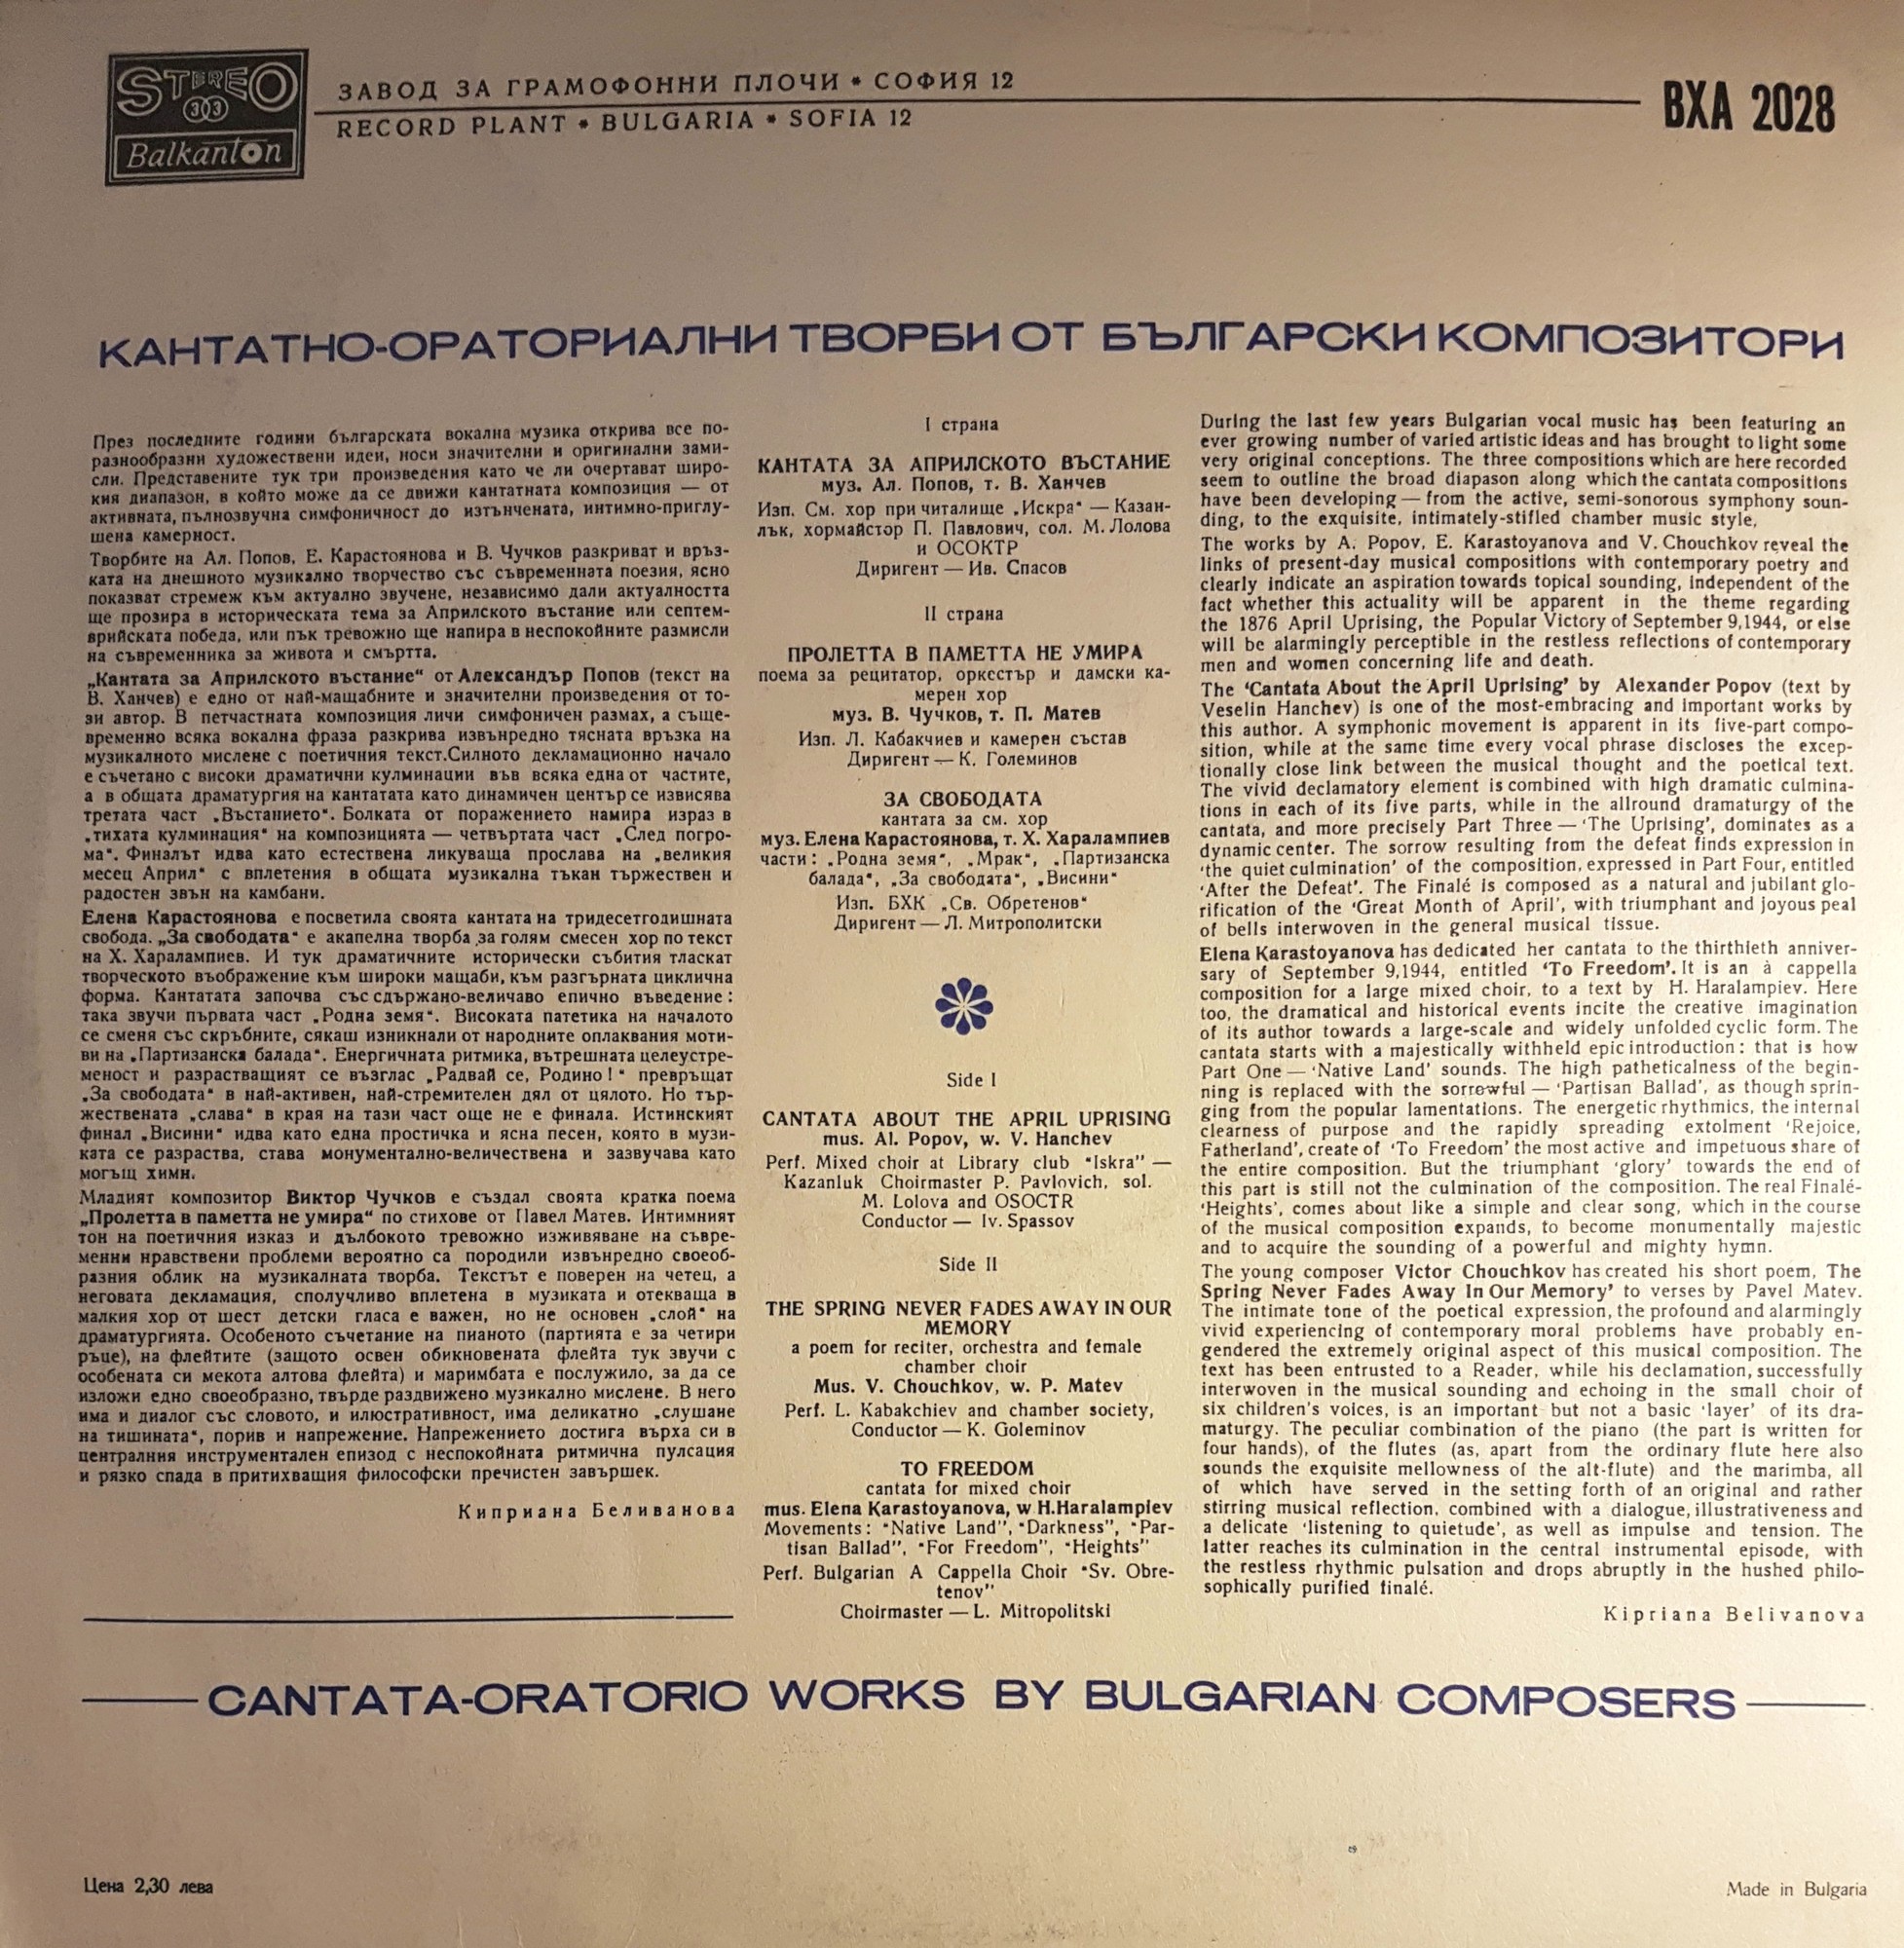 STEREO
33
Balkanton
ЗАВОД ЗА ГРАМОФОННИ ПЛОЧИ * СОФИЯ 12
RECORD PLANT * BULGARIA * SOFIA 12
ВХА 2028
КАНТАТНО-ОРАТОРИАЛНИ ТВОРБИ ОТ БЪЛГАРСКИ КОМПОЗИТОРИ
През последните години българската вокална музика открива все по-
разнообразни художествени идеи, носи значителни и оригинални зами-
сли. Представените тук три произведения като че ли очертават широ-
кия диапазон, в който може да се движи кантатната композиция — от
активната, пълнозвучна симфоничност до изтънчената, интимно-приглу-
шена камерност.
Творбите на Ал. Попов, Е. Карастоянова и В. Чучков разкриват и връз-
ката на днешното музикално творчество със съвременната поезия, ясно
показват стремеж към актуално звучене, независимо дали актуалността
ще прозира в историческата тема за Априлското въстание или септем-
врийската победа, или пък тревожно ще напира в неспокойните размисли
на съвременника за живота и смъртта.
„Кантата за Априлското въстание“ от Александър Попов (текст на
В. Ханчев) е едно от най-мащабните и значителни произведения от то-
зи автор. В петчастната композиция личи симфоничен размах, а също-
временно всяка вокална фраза разкрива извънредно тясната връзка на
музикалното мислене с поетичния текст.Силното декламационно начало
е съчетано с високи драматични кулминации във всяка една от частите,
а в общата драматургия на кантатата като динамичен център се извисява
третата част „Въстанието“. Болката от поражението намира израз в
„тихата кулминация“ на композицията — четвъртата част „След погро-
ма“. Финалът идва като естествена ликуваща прослава на „великия
месец Април“ с вплетения в общата музикална тъкан тържествен и
радостен звън на камбани.
Елена Карастоянова е посветила своята кантата на тридесетгодишната
свобода. „За свободата“ е акапелна творба за голям смесен хор по текст
на Х. Харалампиев. И тук драматичните исторически събития тласкат
творческото въображение към широки мащаби, към разгърната циклична
форма. Кантатата започва със сдържано-величаво епично въведение:
така звучи първата част „Родна земя“. Високата патетика на началото
се сменя със скръбните, сякаш изникнали от народните оплаквания моти-
ви на „Партизанска балада“. Енергичната ритмика, вътрешната целеустре-
меност и разрастващият се възглас „Радвай се, Родино!“ превръщат
„За свободата“ в най-активен, най-стремителен дял от цялото. Но тър-
жествената „слава“ в края на тази част още не е финала. Истинският
финал „Висини“ идва като една простичка и ясна песен, която в музи-
ката се разраства, става монументално-величествена и зазвучава като
могъщ химн.
Младият композитор Виктор Чучков е създал своята кратка поема
„Пролетта в паметта не умира“ по стихове от Павел Матев. Интимният
тон на поетичния изказ и дълбокото тревожно изживяване на съвре-
менни нравствени проблеми вероятно са породили извънредно своеоб-
разния облик на музикалната творба. Текстът е поверен на четец, а
неговата декламация, сполучливо вплетена в музиката и отекваща в
малкия хор от шест детски гласа е важен, но не основен „слой“ на
драматургията. Особеното съчетание на пианото (партията е за четири
ръце), на флейтите (защото освен обикновената флейта тук звучи с
особената си мекота алтова флейта) и маримбата е послужило, за да се
изложи едно своеобразно, твърде раздвижено музикално мислене. В него
има и диалог със словото, и илюстративност, има деликатно „слушане
на тишината“, порив и напрежение. Напрежението достига върха си в
централния инструментален епизод с неспокойната ритмична пулсация
и рязко спада в притихващия философски пречистен завършек.
Киприана Беливанова
I страна
КАНТАТА ЗА АПРИЛСКОТО ВЪСТАНИЕ
муз. Ал. Попов, т. В. Ханчев
Изп. См. хор при читалище „Искра“ — Казан-
лък, хормайстор П. Павлович, сол. М. Лолова
и ОСОКТР
Диригент — Ив. Спасов
II страна
ПРОЛЕТТА В ПАМЕТТА НЕ УМИРА
поема за рецитатор, оркестър и дамски ка-
мерен хор
муз. В. Чучков, т. П. Матев
Изп. Л. Кабакчиев и камерен състав
Диригент — К. Големинов
ЗА СВОБОДАТА
кантата за см. хор
муз. Елена Карастоянова, т. Х. Харалампиев
части: „Родна земя“, „Мрак“, „Партизанска
балада“, „За свободата“, „Висини“
Изп. БХК „Св. Обретенов“
Диригент — Л. Митрополитски
Side I
CANTATA ABOUT THE APRIL UPRISING
mus. Al. Popov, w. V. Hanchev
Perf. Mixed choir at Library club “Iskra” —
Kazanluk Choirmaster P. Pavlovich, sol.
M. Lolova and OSOCTR
Conductor — Iv. Spassov
Side II
THE SPRING NEVER FADES AWAY IN OUR
MEMORY
a poem for reciter, orchestra and female
chamber choir
Mus. V. Chouchkov, w. P. Matev
Perf. L. Kabakchiev and chamber society,
Conductor — K. Goleminov
TO FREEDOM
cantata for mixed choir
mus. Elena Karastoyanova, w H.Haralampiev
Movements: “Native Land”, “Darkness”, “Par-
tisan Ballad”, “For Freedom”, “Heights”
Perf. Bulgarian A Cappella Choir “Sv. Obre-
tenov”
Choirmaster — L. Mitropolitski
During the last few years Bulgarian vocal music has been featuring an
ever growing number of varied artistic ideas and has brought to light some
very original conceptions. The three compositions which are here recorded
seem to outline the broad diapason along which the cantata compositions
have been developing — from the active, semi-sonorous symphony soun-
ding, to the exquisite, intimately-stifled chamber music style,
The works by A. Popov, E. Karastoyanova and V. Chouchkov reveal the
links of present-day musical compositions with contemporary poetry and
clearly indicate an aspiration towards topical sounding, independent of the
fact whether this actuality will be apparent in the theme regarding
the 1876 April Uprising, the Popular Victory of September 9,1944, or else
will be alarmingly perceptible in the restless reflections of contemporary
men and women concerning life and death.
The ‘Cantata About the April Uprising’ by Alexander Popov (text by
Veselin Hanchev) is one of the most-embracing and important works by
this author. A symphonic movement is apparent in its five-part compo-
sition, while at the same time every vocal phrase discloses the excep-
tionally close link between the musical thought and the poetical text.
The vivid declamatory element is combined with high dramatic culmina-
tions in each of its five parts, while in the allround dramaturgy of the
cantata, and more precisely Part Three — ‘The Uprising’, dominates as a
dynamic center. The sorrow resulting from the defeat finds expression in
‘the quiet culmination’ of the composition, expressed in Part Four, entitled
‘After the Defeat’. The Finalé is composed as a natural and jubilant glo-
rification of the ‘Great Month of April’, with triumphant and joyous peal
of bells interwoven in the general musical tissue.
Elena Karastoyanova has dedicated her cantata to the thirthieth anniver-
sary of September 9,1944, entitled ‘To Freedom’. It is an à cappella
composition for a large mixed choir, to a text by H. Haralampiev. Here
too, the dramatical and historical events incite the creative imagination
of its author towards a large-scale and widely unfolded cyclic form. The
cantata starts with a majestically withheld epic introduction: that is how
Part One — ‘Native Land’ sounds. The high patheticalness of the begin-
ning is replaced with the sorrowful — ‘Partisan Ballad’, as though sprin-
ging from the popular lamentations. The energetic rhythmics, the internal
clearness of purpose and the rapidly spreading extolment ‘Rejoice,
Fatherland’, create of ‘To Freedom’ the most active and impetuous share of
the entire composition. But the triumphant ‘glory’ towards the end of
this part is still not the culmination of the composition. The real Finalé-
‘Heights’, comes about like a simple and clear song, which in the course
of the musical composition expands, to become monumentally majestic
and to acquire the sounding of a powerful and mighty hymn.
The young composer Victor Chouchkov has created his short poem, The
Spring Never Fades Away In Our Memory’ to verses by Pavel Matev.
The intimate tone of the poetical expression, the profound and alarmingly
vivid experiencing of contemporary moral problems have probably en-
gendered the extremely original aspect of this musical composition. The
text has been entrusted to a Reader, while his declamation, successfully
interwoven in the musical sounding and echoing in the small choir of
six children's voices, is an important but not a basic ‘layer’ of its dra-
maturgy. The peculiar combination of the piano (the part is written for
four hands), of the flutes (as, apart from the ordinary flute here also
sounds the exquisite mellowness of the alt-flute) and the marimba, all
of which have served in the setting forth of an original and rather
stirring musical reflection, combined with a dialogue, illustrativeness and
a delicate ‘listening to quietude’, as well as impulse and tension. The
latter reaches its culmination in the central instrumental episode, with
the restless rhythmic pulsation and drops abruptly in the hushed philo-
sophically purified finalé.
Kipriana Belivanova
CANTATA-ORATORIO WORKS BY BULGARIAN COMPOSERS
Цена 2,30 лева
Made in Bulgaria